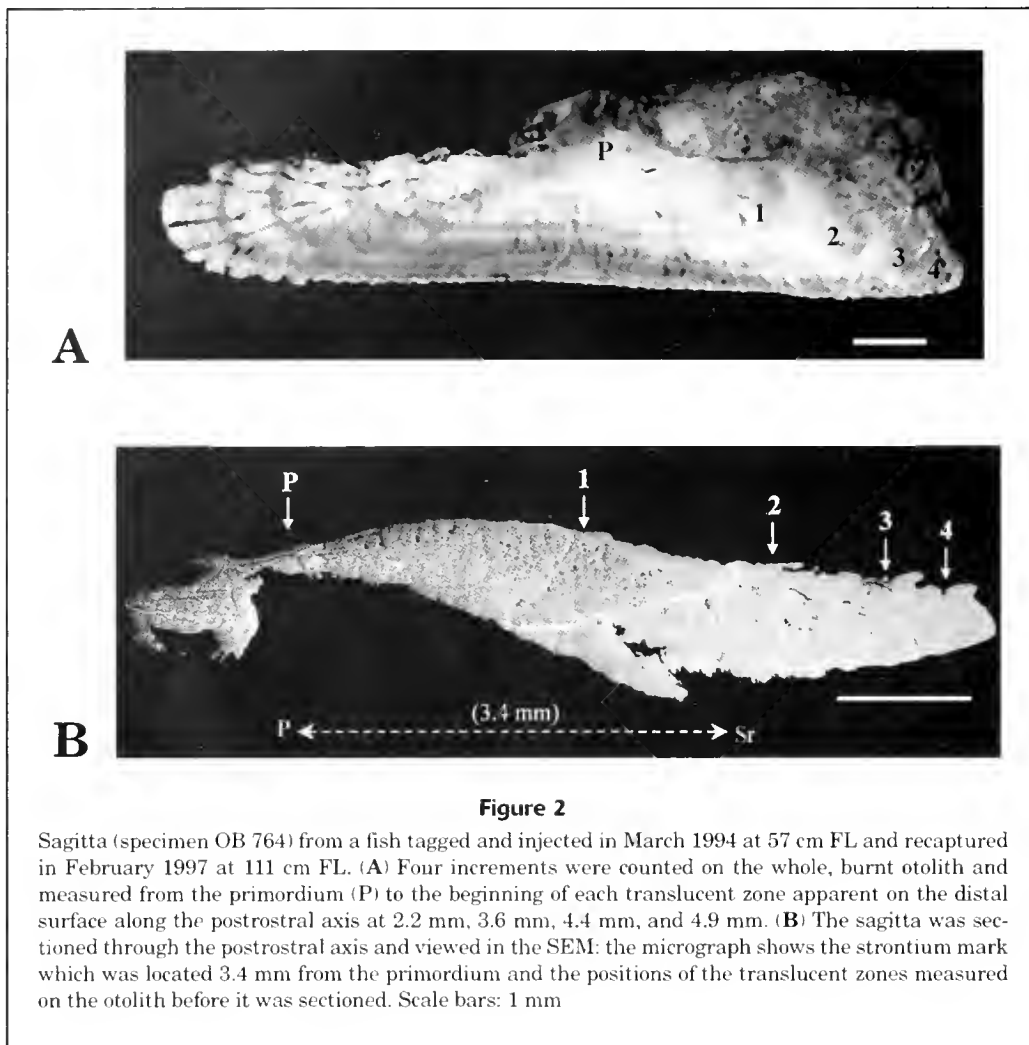 P
1
2
3
4
A
P
1
2
3
4
(3.4 mm)
P Sr
B
Figure 2
Sagitta (specimen OB 764) from a fish tagged and injected in March 1994 at 57 cm FL and recaptured
in February 1997 at 111 cm FL. (A) Four increments were counted on the whole, burnt otolith and
measured from the primordium (P) to the beginning of each translucent zone apparent on the distal
surface along the postrostral axis at 2.2 mm, 3.6 mm, 4.4 mm, and 4.9 mm. (B) The sagitta was sec-
tioned through the postrostral axis and viewed in the SEM: the micrograph shows the strontium mark
which was located 3.4 mm from the primordium and the positions of the translucent zones measured
on the otolith before it was sectioned. Scale bars: 1 mm